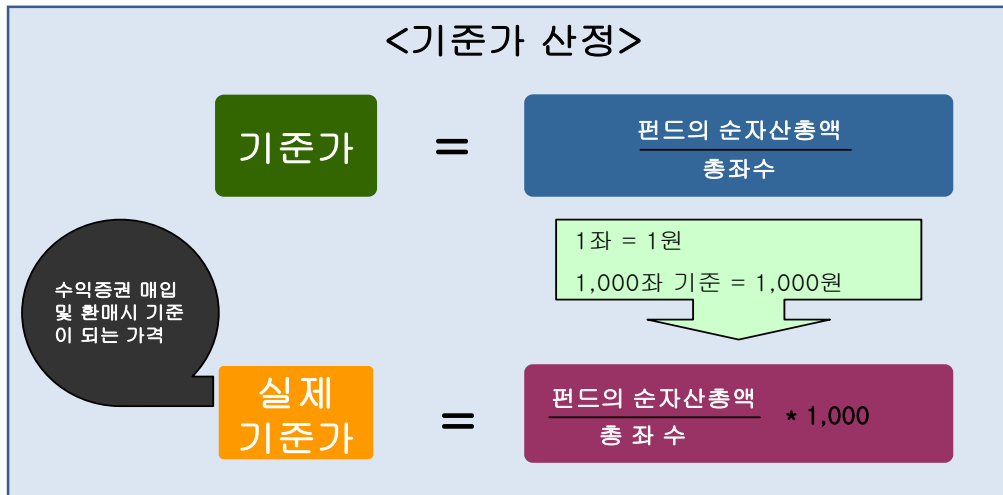 <기준가 산정>
기준가
=
펀드의 순자산총액
총좌수
1좌 = 1원
1,000좌 기준 = 1,000원
수익증권 매입
및 환매시 기준
이 되는 가격
실제
기준가
=
펀드의 순자산총액
총 좌 수
* 1,000